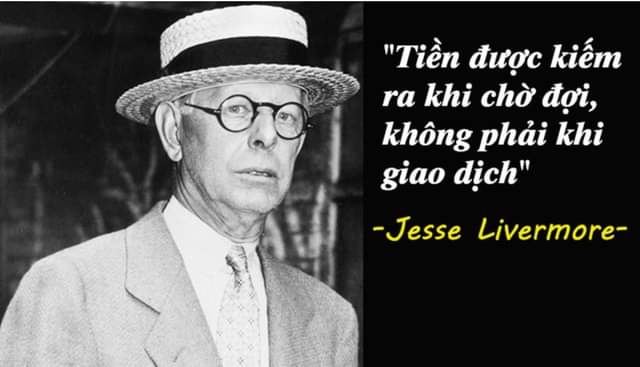 "Tiền được kiếm
ra khi chờ đợi,
không phải khi
giao dịch"
-Jesse Livermore-